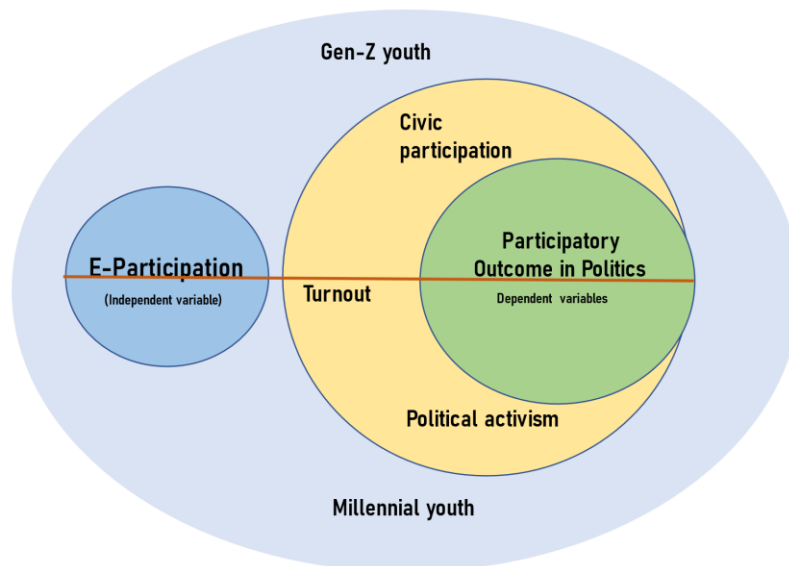 Gen-Z youth
Civic
participation
E-Participation
(Independent variable)
Turnout
Participatory
Outcome in Politics
Dependent variables
Political activism
Millennial youth